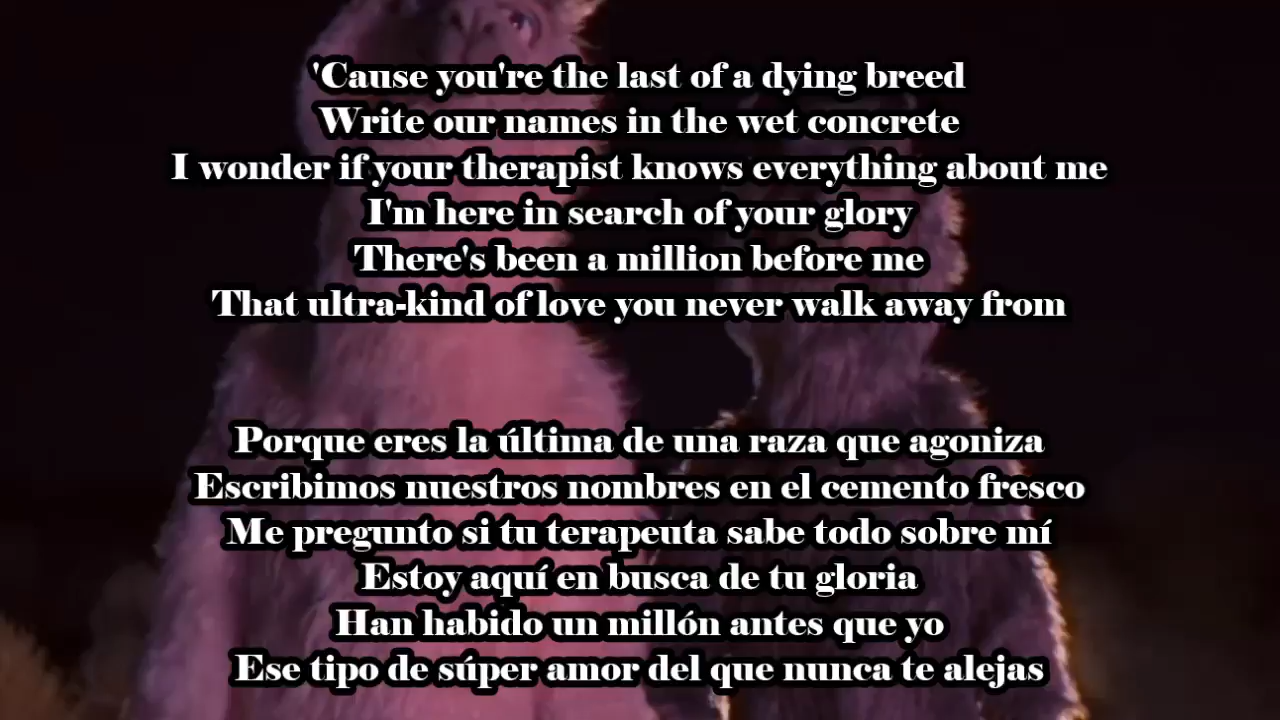 'Cause you're the last of a dying breed
Write our names in the wet concrete
I wonder if your therapist knows everything about me
I'm here in search of your glory
There's been a million before me
That ultra-kind of love you never walk away from
Porque eres la última de una raza que agoniza
Escribimos nuestros nombres en el cemento fresco
Me pregunto si tu terapeuta sabe todo sobre mí
Estoy aquí en busca de tu gloria
Han habido un millón antes que yo
Ese tipo de súper amor del que nunca te alejas